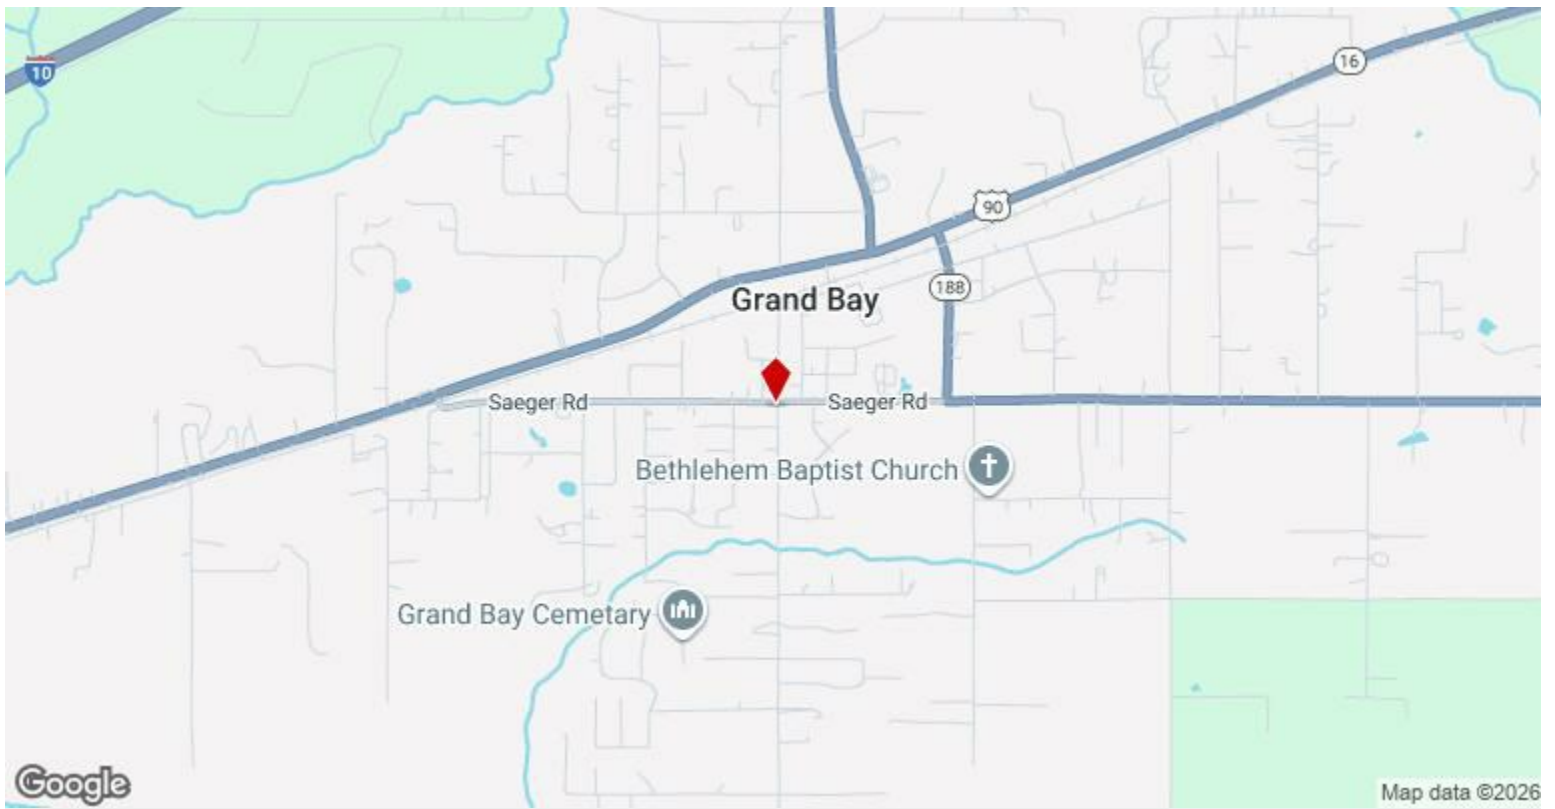 10
16
90
Grand Bay
188
Saeger Rd
Saeger Rd
Bethlehem Baptist Church
Grand Bay Cemetary
Google
Map data ©2026